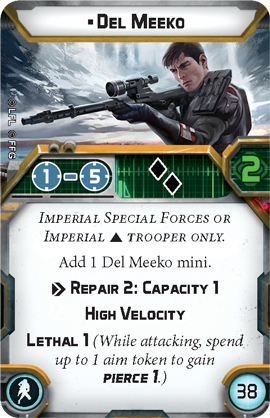 • Del Meeko
© LFL © FFG
1-5
2
Imperial Special Forces or
Imperial ▲ trooper only.
Add 1 Del Meeko mini.
Repair 2: Capacity 1
High Velocity
Lethal 1 (While attacking, spend
up to 1 aim token to gain
pierce 1.)
38